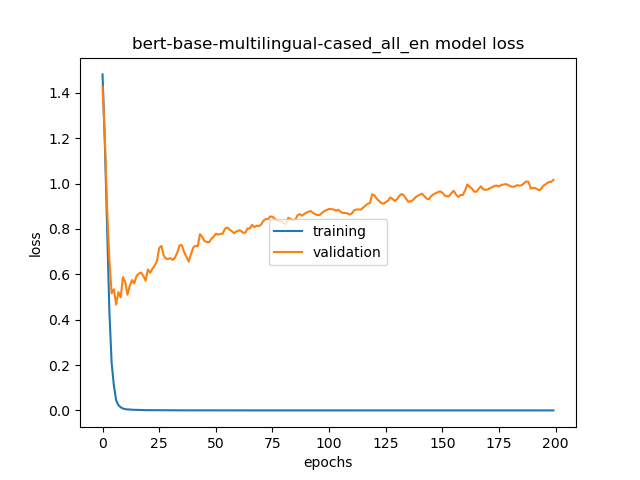 bert-base-multilingual-cased_all_en model loss
loss
1.4
1.2
1.0
0.8
0.6
0.4
0.2
0.0
training
validation
0 25 50 75 100 125 150 175 200
epochs